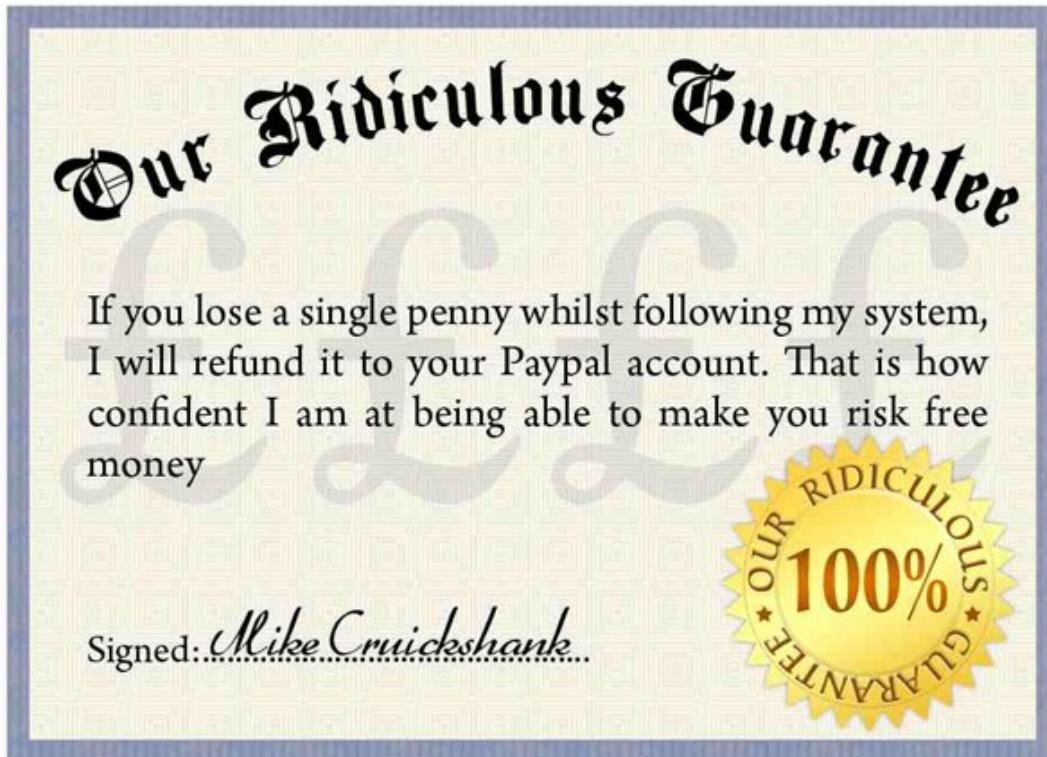 Our Ridiculous Guarantee
££££
If you lose a single penny whilst following my system,
I will refund it to your Paypal account. That is how
confident I am at being able to make you risk free
money
OUR RIDICULOUS
100%
GUARANTEE
Signed: Mike Cruickshank